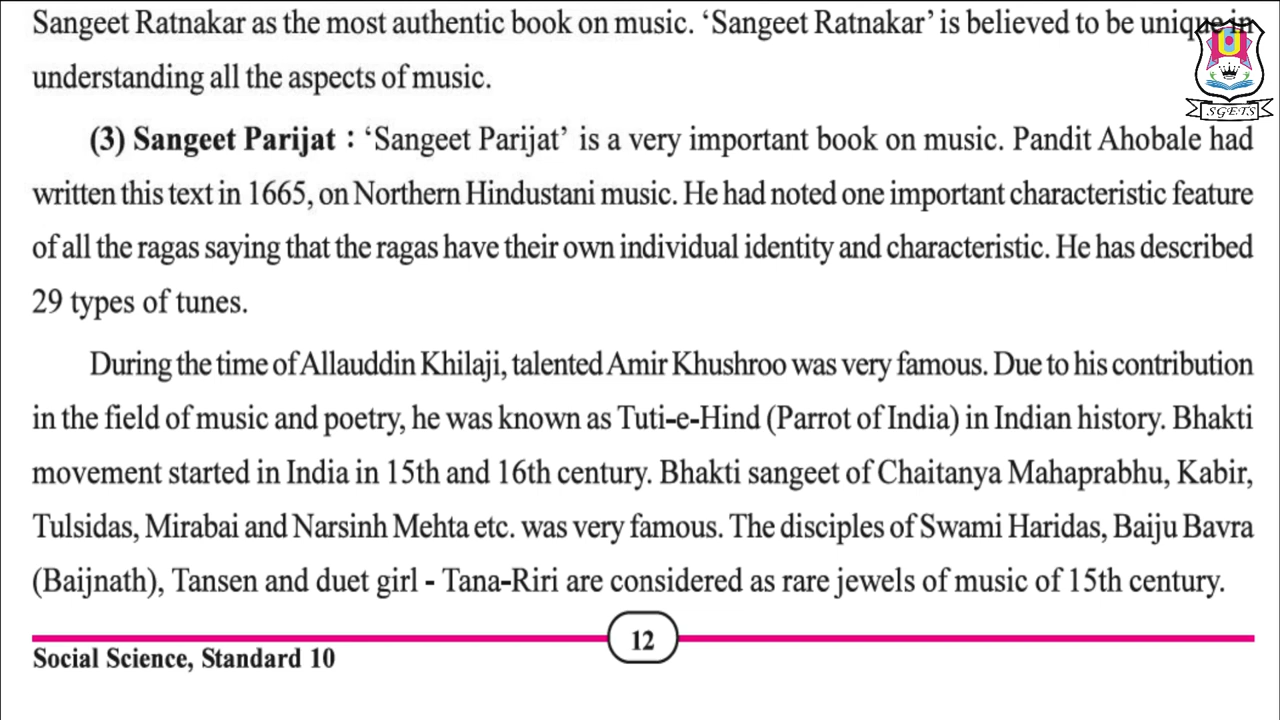 Sangeet Ratnakar as the most authentic book on music. ‘Sangeet Ratnakar’ is believed to be unique in
understanding all the aspects of music.
SGETS
(3) Sangeet Parijat : ‘Sangeet Parijat’ is a very important book on music. Pandit Ahobale had
written this text in 1665, on Northern Hindustani music. He had noted one important characteristic feature
of all the ragas saying that the ragas have their own individual identity and characteristic. He has described
29 types of tunes.
During the time of Allauddin Khilaji, talented Amir Khushroo was very famous. Due to his contribution
in the field of music and poetry, he was known as Tuti-e-Hind (Parrot of India) in Indian history. Bhakti
movement started in India in 15th and 16th century. Bhakti sangeet of Chaitanya Mahaprabhu, Kabir,
Tulsidas, Mirabai and Narsinh Mehta etc. was very famous. The disciples of Swami Haridas, Baiju Bavra
(Baijnath), Tansen and duet girl - Tana-Riri are considered as rare jewels of music of 15th century.
12
Social Science, Standard 10